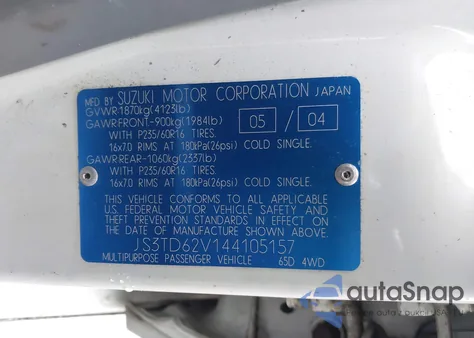 MFD BY SUZUKI MOTOR CORPORATION JAPAN
GVWR-1870kg(4123lb)
GAWR:FRONT-900kg(1984lb) 05 / 04
WITH P235/60R16 TIRES.
16x7.0 RIMS AT 180kPa(26psi) COLD SINGLE.
GAWR:REAR-1060kg(2337lb)
WITH P235/60R16 TIRES.
16x7.0 RIMS AT 180kPa(26psi) COLD SINGLE.
THIS VEHICLE CONFORMS TO ALL APPLICABLE
U.S. FEDERAL MOTOR VEHICLE SAFETY AND
THEFT PREVENTION STANDARDS IN EFFECT ON
THE DATE OF MANUFACTURE SHOWN ABOVE.
JS3TD62V144105157
MULTIPURPOSE PASSENGER VEHICLE 65D 4WD
autoSnap